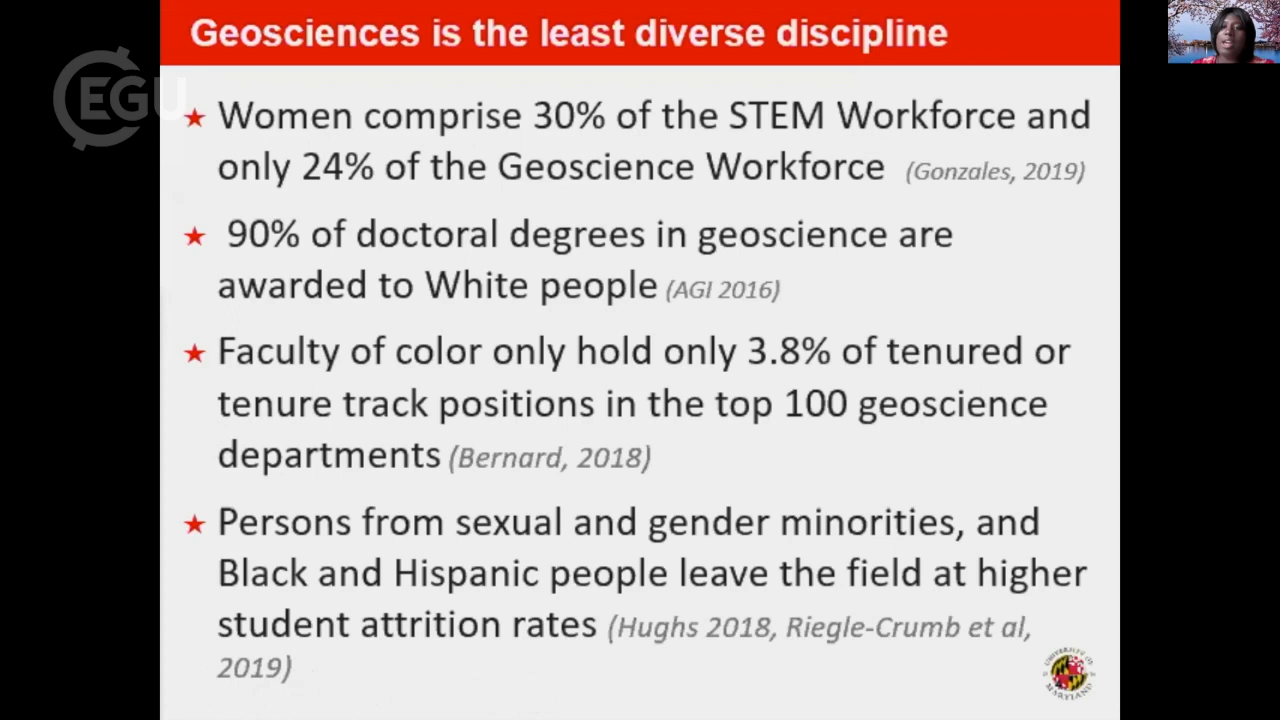 Geosciences is the least diverse discipline
EGU
Women comprise 30% of the STEM Workforce and
only 24% of the Geoscience Workforce (Gonzales, 2019)
90% of doctoral degrees in geoscience are
awarded to White people (AGI 2016)
Faculty of color only hold only 3.8% of tenured or
tenure track positions in the top 100 geoscience
departments (Bernard, 2018)
Persons from sexual and gender minorities, and
Black and Hispanic people leave the field at higher
student attrition rates (Hughs 2018, Riegle-Crumb et al,
2019)
UNIVERSITY OF
MARYLAND